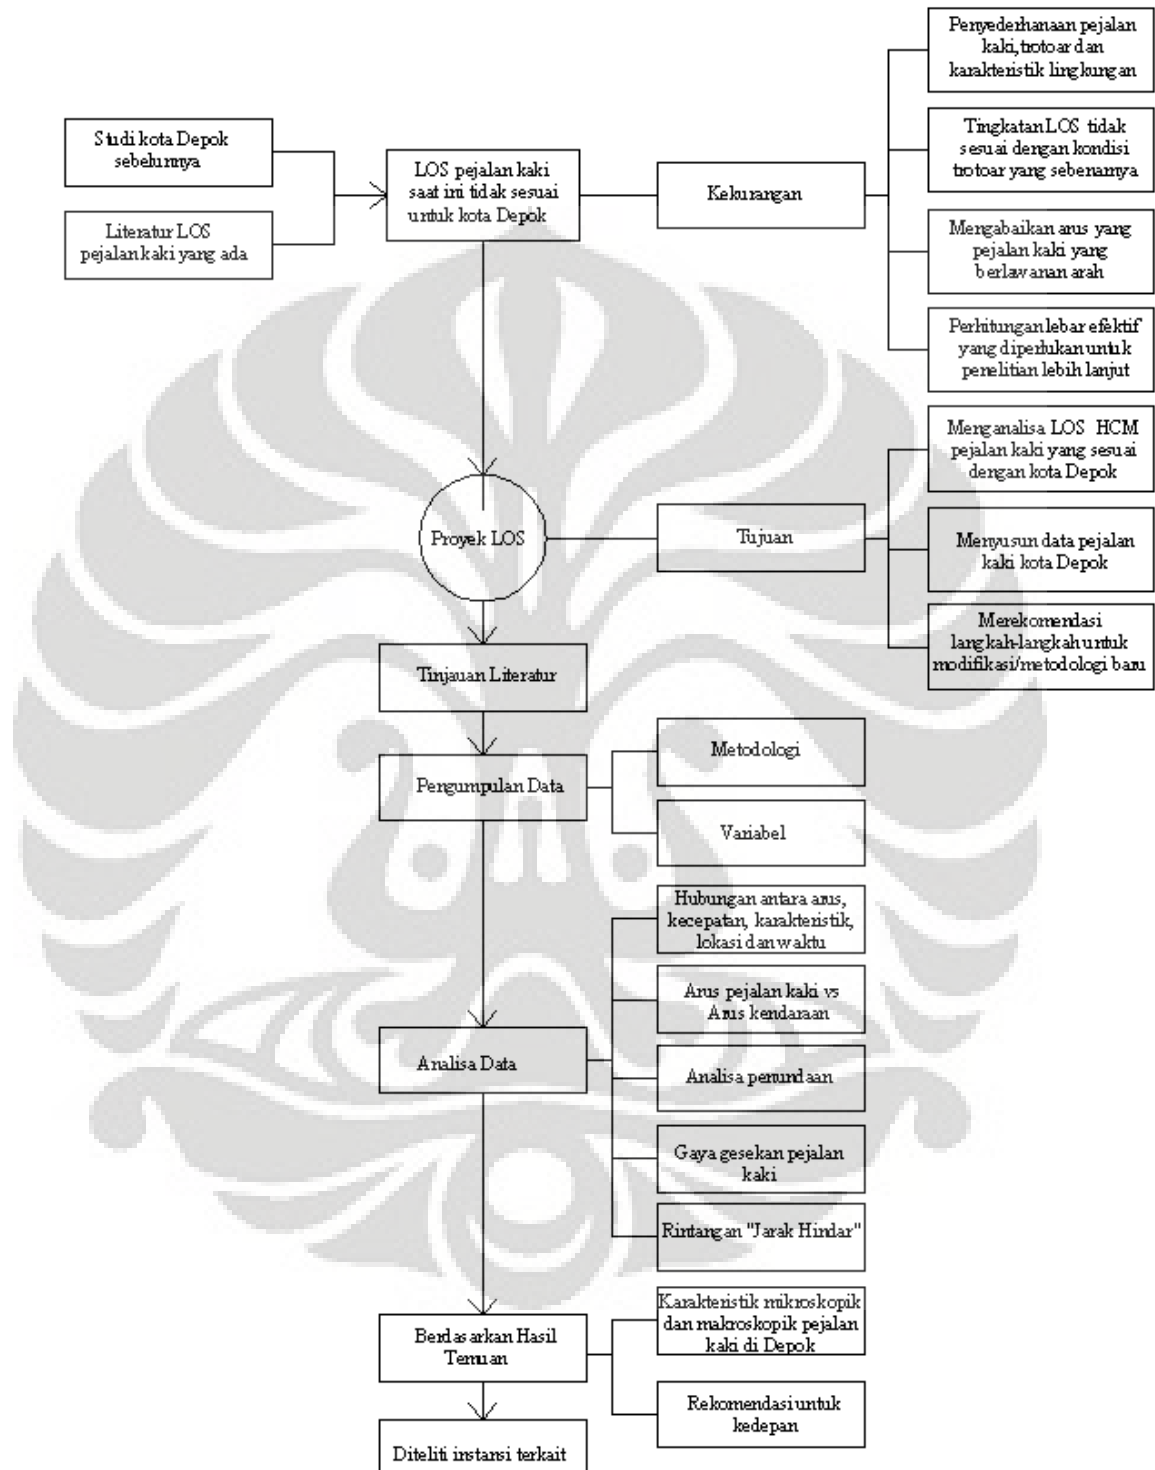 Penyederhanaan pejalan
kaki,trotoar dan
karakteristik lingkungan
Studi kota Depok
sebelumnya
Literatur LOS
pejalan kaki yang ada
LOS pejalan kaki
saat ini tidak sesuai
untuk kota Depok
Kekurangan
Tingkatan LOS tidak
sesuai dengan kondisi
trotoar yang sebenarnya
Mengabaikan arus yang
pejalan kaki yang
berlawanan arah
Perhitungan lebar efektif
yang diperlukan untuk
penelitian lebih lanjut
Proyek LOS
Tujuan
Menganalisa LOS HCM
pejalan kaki yang sesuai
dengan kota Depok
Menyusun data pejalan
kaki kota Depok
Merekomendasi
langkah-langkah untuk
modifikasi/metodologi baru
Tinjauan Literatur
Pengumpulan Data
Metodologi
Variabel
Analisa Data
Hubungan antara arus,
kecepatan, karakteristik,
lokasi dan waktu
Arus pejalan kaki vs
Arus kendaraan
Analisa penundaan
Gaya gesekan pejalan
kaki
Rintangan "Jarak Hindar"
Berdasarkan Hasil
Temuan
Karakteristik mikroskopik
dan makroskopik pejalan
kaki di Depok
Rekomendasi untuk
kedepan
Diteliti instansi terkait